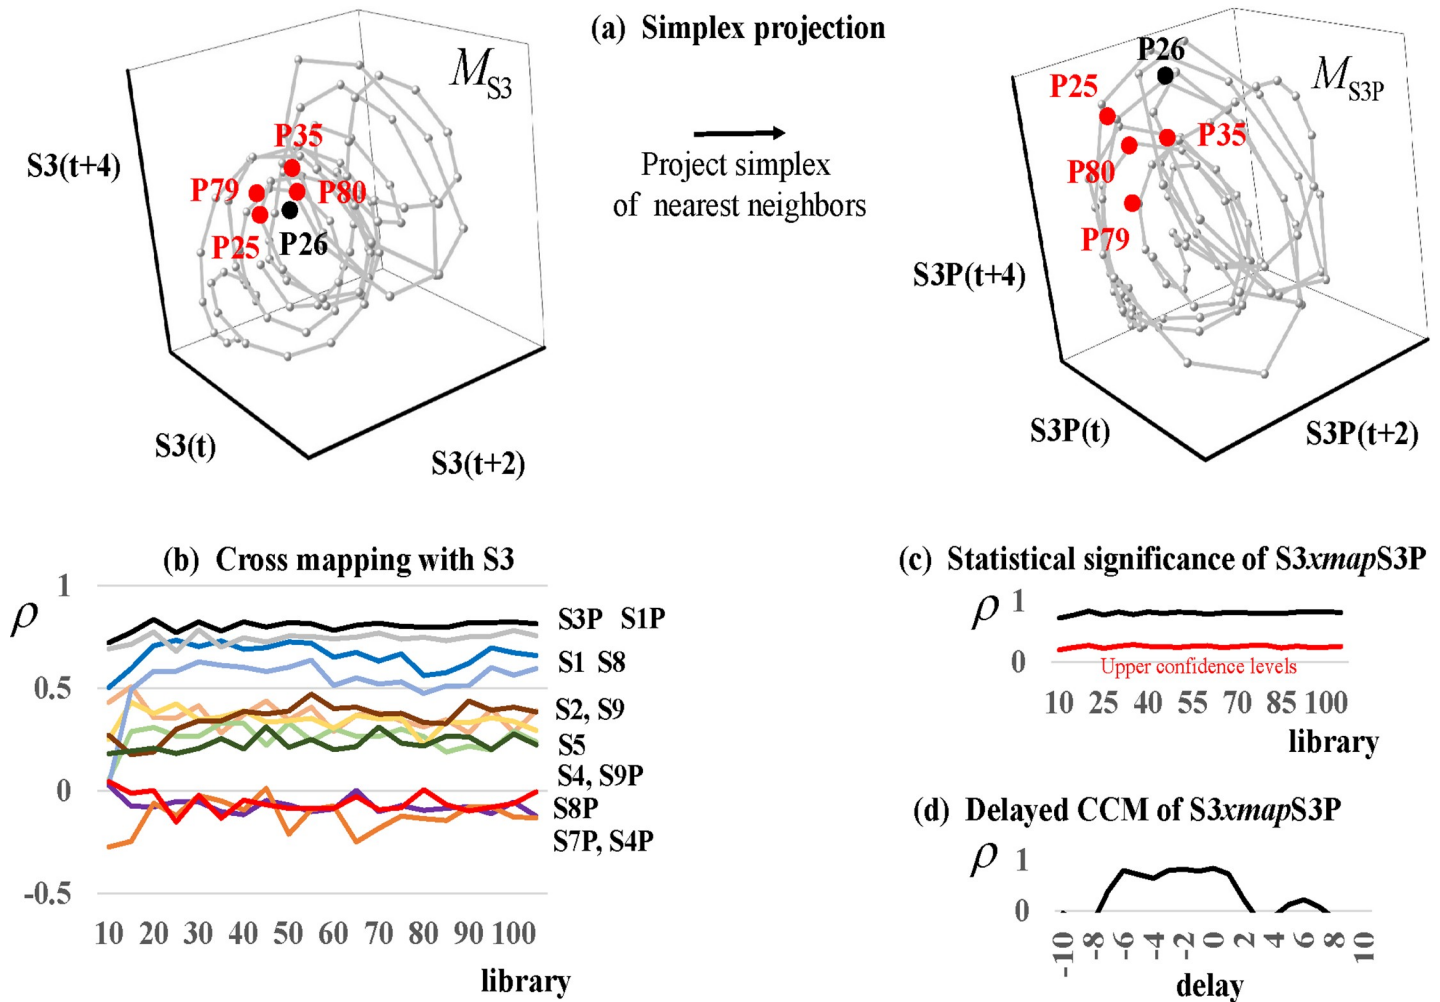 (a) Simplex projection
M S3
S3(t+4)
P35
P79
P80
P25
P26
S3(t)
S3(t+2)
Project simplex
of nearest neighbors
P26
M S3P
P25
P35
P80
P79
S3P(t+4)
S3P(t)
S3P(t+2)
(b) Cross mapping with S3
ρ
1
0.5
0
-0.5
S3P S1P
S1 S8
S2, S9
S5
S4, S9P
S8P
S7P, S4P
10 20 30 40 50 60 70 80 90 100
library
(c) Statistical significance of S3xmapS3P
ρ
1
0
Upper confidence levels
10 25 40 55 70 85 100
library
(d) Delayed CCM of S3xmapS3P
ρ
1
0
-10 -8 -6 -4 -2 0 2 4 6 8 10
delay